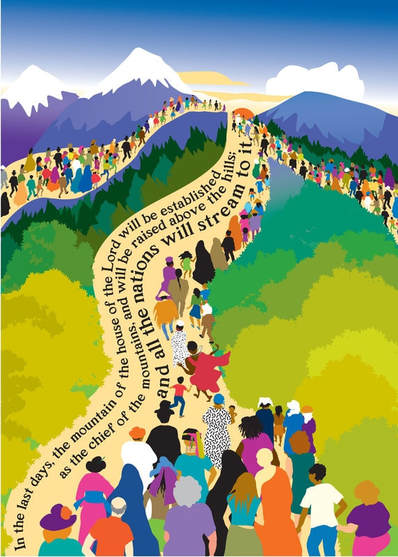 In the last days, the mountain of the house of the Lord will be established
as the chief of the mountains, and will be raised above the hills;
and all the nations will stream to it